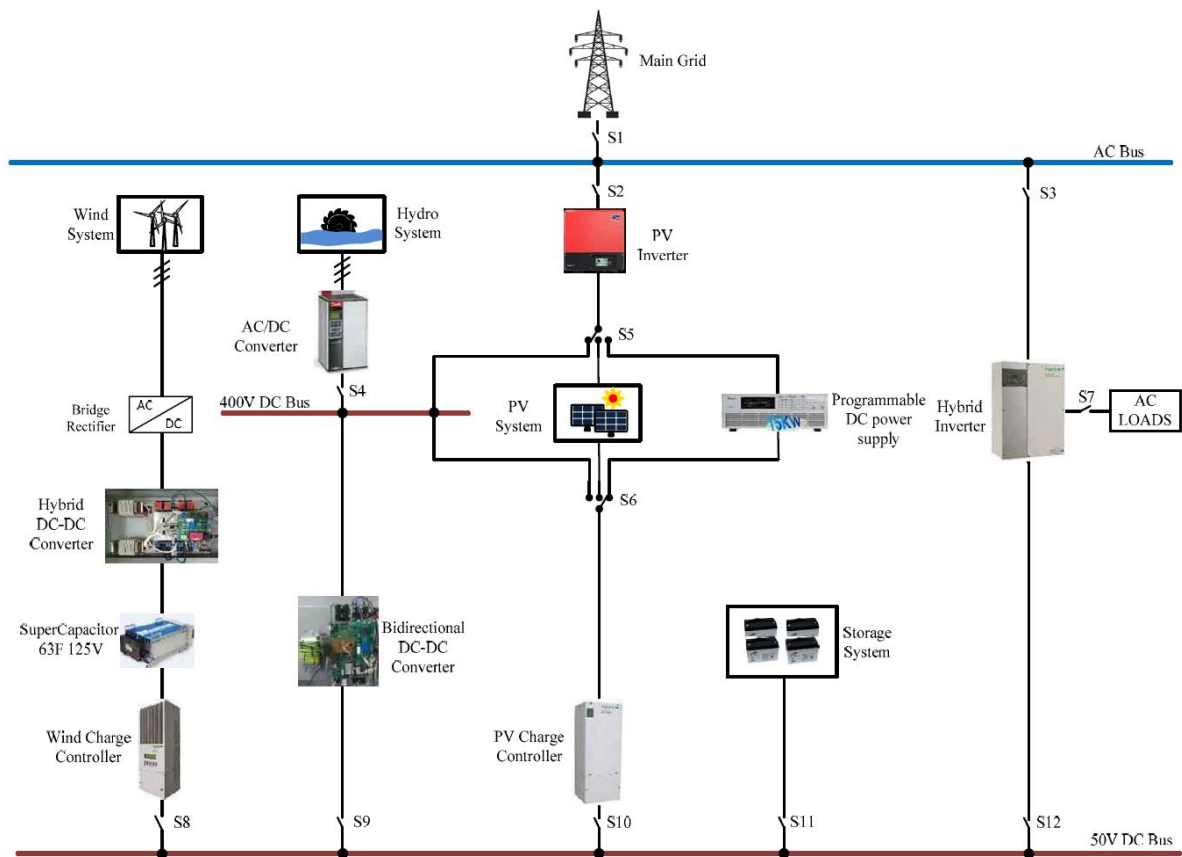 Main Grid
S1
AC Bus
S2
S3
Wind
System
Hydro
System
PV
Inverter
AC/DC
Converter
S5
S4
400V DC Bus
Bridge
Rectifier
AC
DC
PV
System
15KW
Programmable
DC power
supply
Hybrid
Inverter
S7
AC
LOADS
Hybrid
DC-DC
Converter
S6
SuperCapacitor
63F 125V
Bidirectional
DC-DC
Converter
Storage
System
Wind Charge
Controller
PV Charge
Controller
S8
S9
S10
S11
S12
50V DC Bus